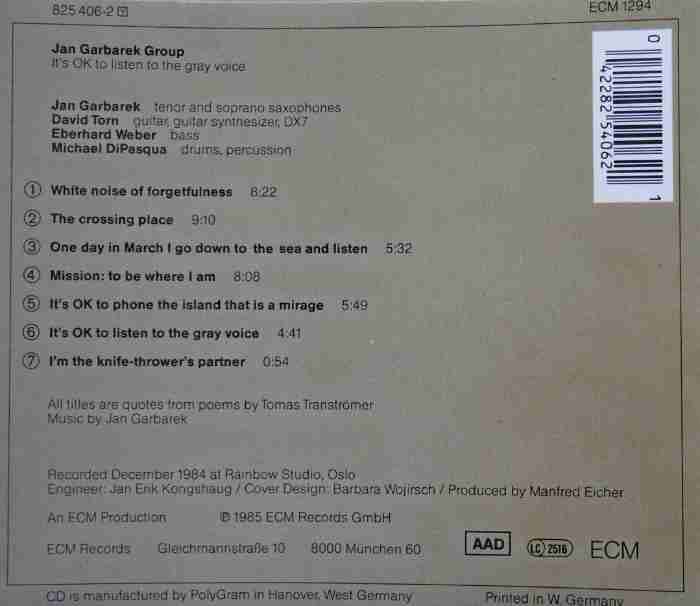 825 406-2
ECM 1294
Jan Garbarek Group
It's OK to listen to the gray voice
Jan Garbarek tenor and soprano saxophones
David Torn guitar, guitar synthesizer, DX7
Eberhard Weber bass
Michael DiPasqua drums, percussion
0 42282 54062 1
① White noise of forgetfulness 8:22
② The crossing place 9:10
③ One day in March I go down to the sea and listen 5:32
④ Mission: to be where I am 8:08
⑤ It's OK to phone the island that is a mirage 5:49
⑥ It's OK to listen to the gray voice 4:41
⑦ I'm the knife-thrower's partner 0:54
All titles are quotes from poems by Tomas Tranströmer
Music by Jan Garbarek
Recorded December 1984 at Rainbow Studio, Oslo
Engineer: Jan Erik Kongshaug / Cover Design: Barbara Wojirsch / Produced by Manfred Eicher
An ECM Production ℗ 1985 ECM Records GmbH
ECM Records Gleichmannstraße 10 8000 München 60 AAD LC 2516 ECM
CD is manufactured by PolyGram in Hanover, West Germany
Printed in W. Germany